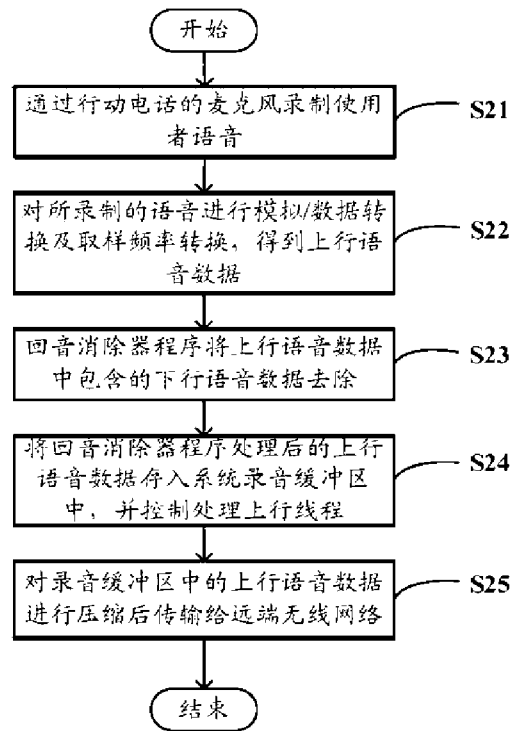 开始
通过行动电话的麦克风录制使用
者语音
S21
对所录制的语音进行模拟/数据转
换及取样频率转换，得到上行语
音数据
S22
回音消除器程序将上行语音数据
中包含的下行语音数据去除
S23
将回音消除器程序处理后的上行
语音数据存入系统录音缓冲区
中，并控制处理上行线程
S24
对录音缓冲区中的上行语音数据
进行压缩后传输给远端无线网络
S25
结束